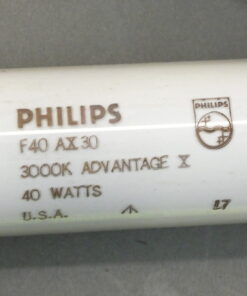 PHILIPS
PHILIPS
F40 AX30
3000K ADVANTAGE X
40 WATTS
U.S.A. L7